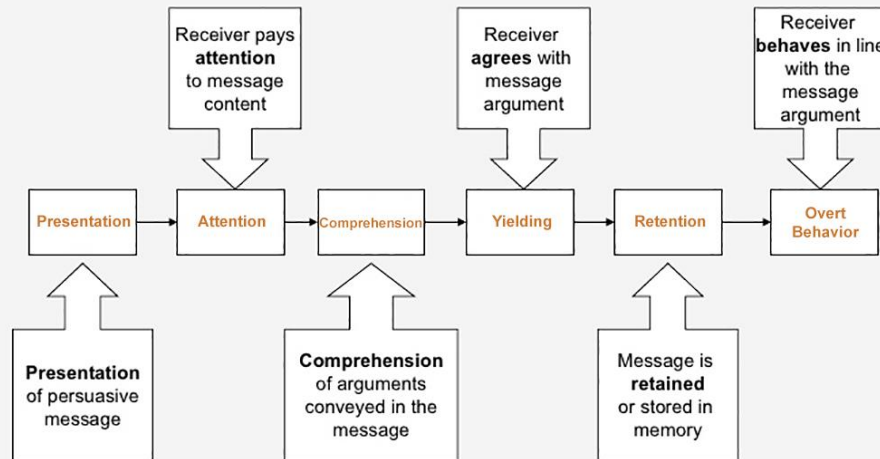 Receiver pays
attention
to message
content
Receiver
agrees with
message
argument
Receiver
behaves in line
with the
message
argument
Presentation
Attention
Comprehension
Yielding
Retention
Overt
Behavior
Presentation
of persuasive
message
Comprehension
of arguments
conveyed in the
message
Message is
retained
or stored in
memory